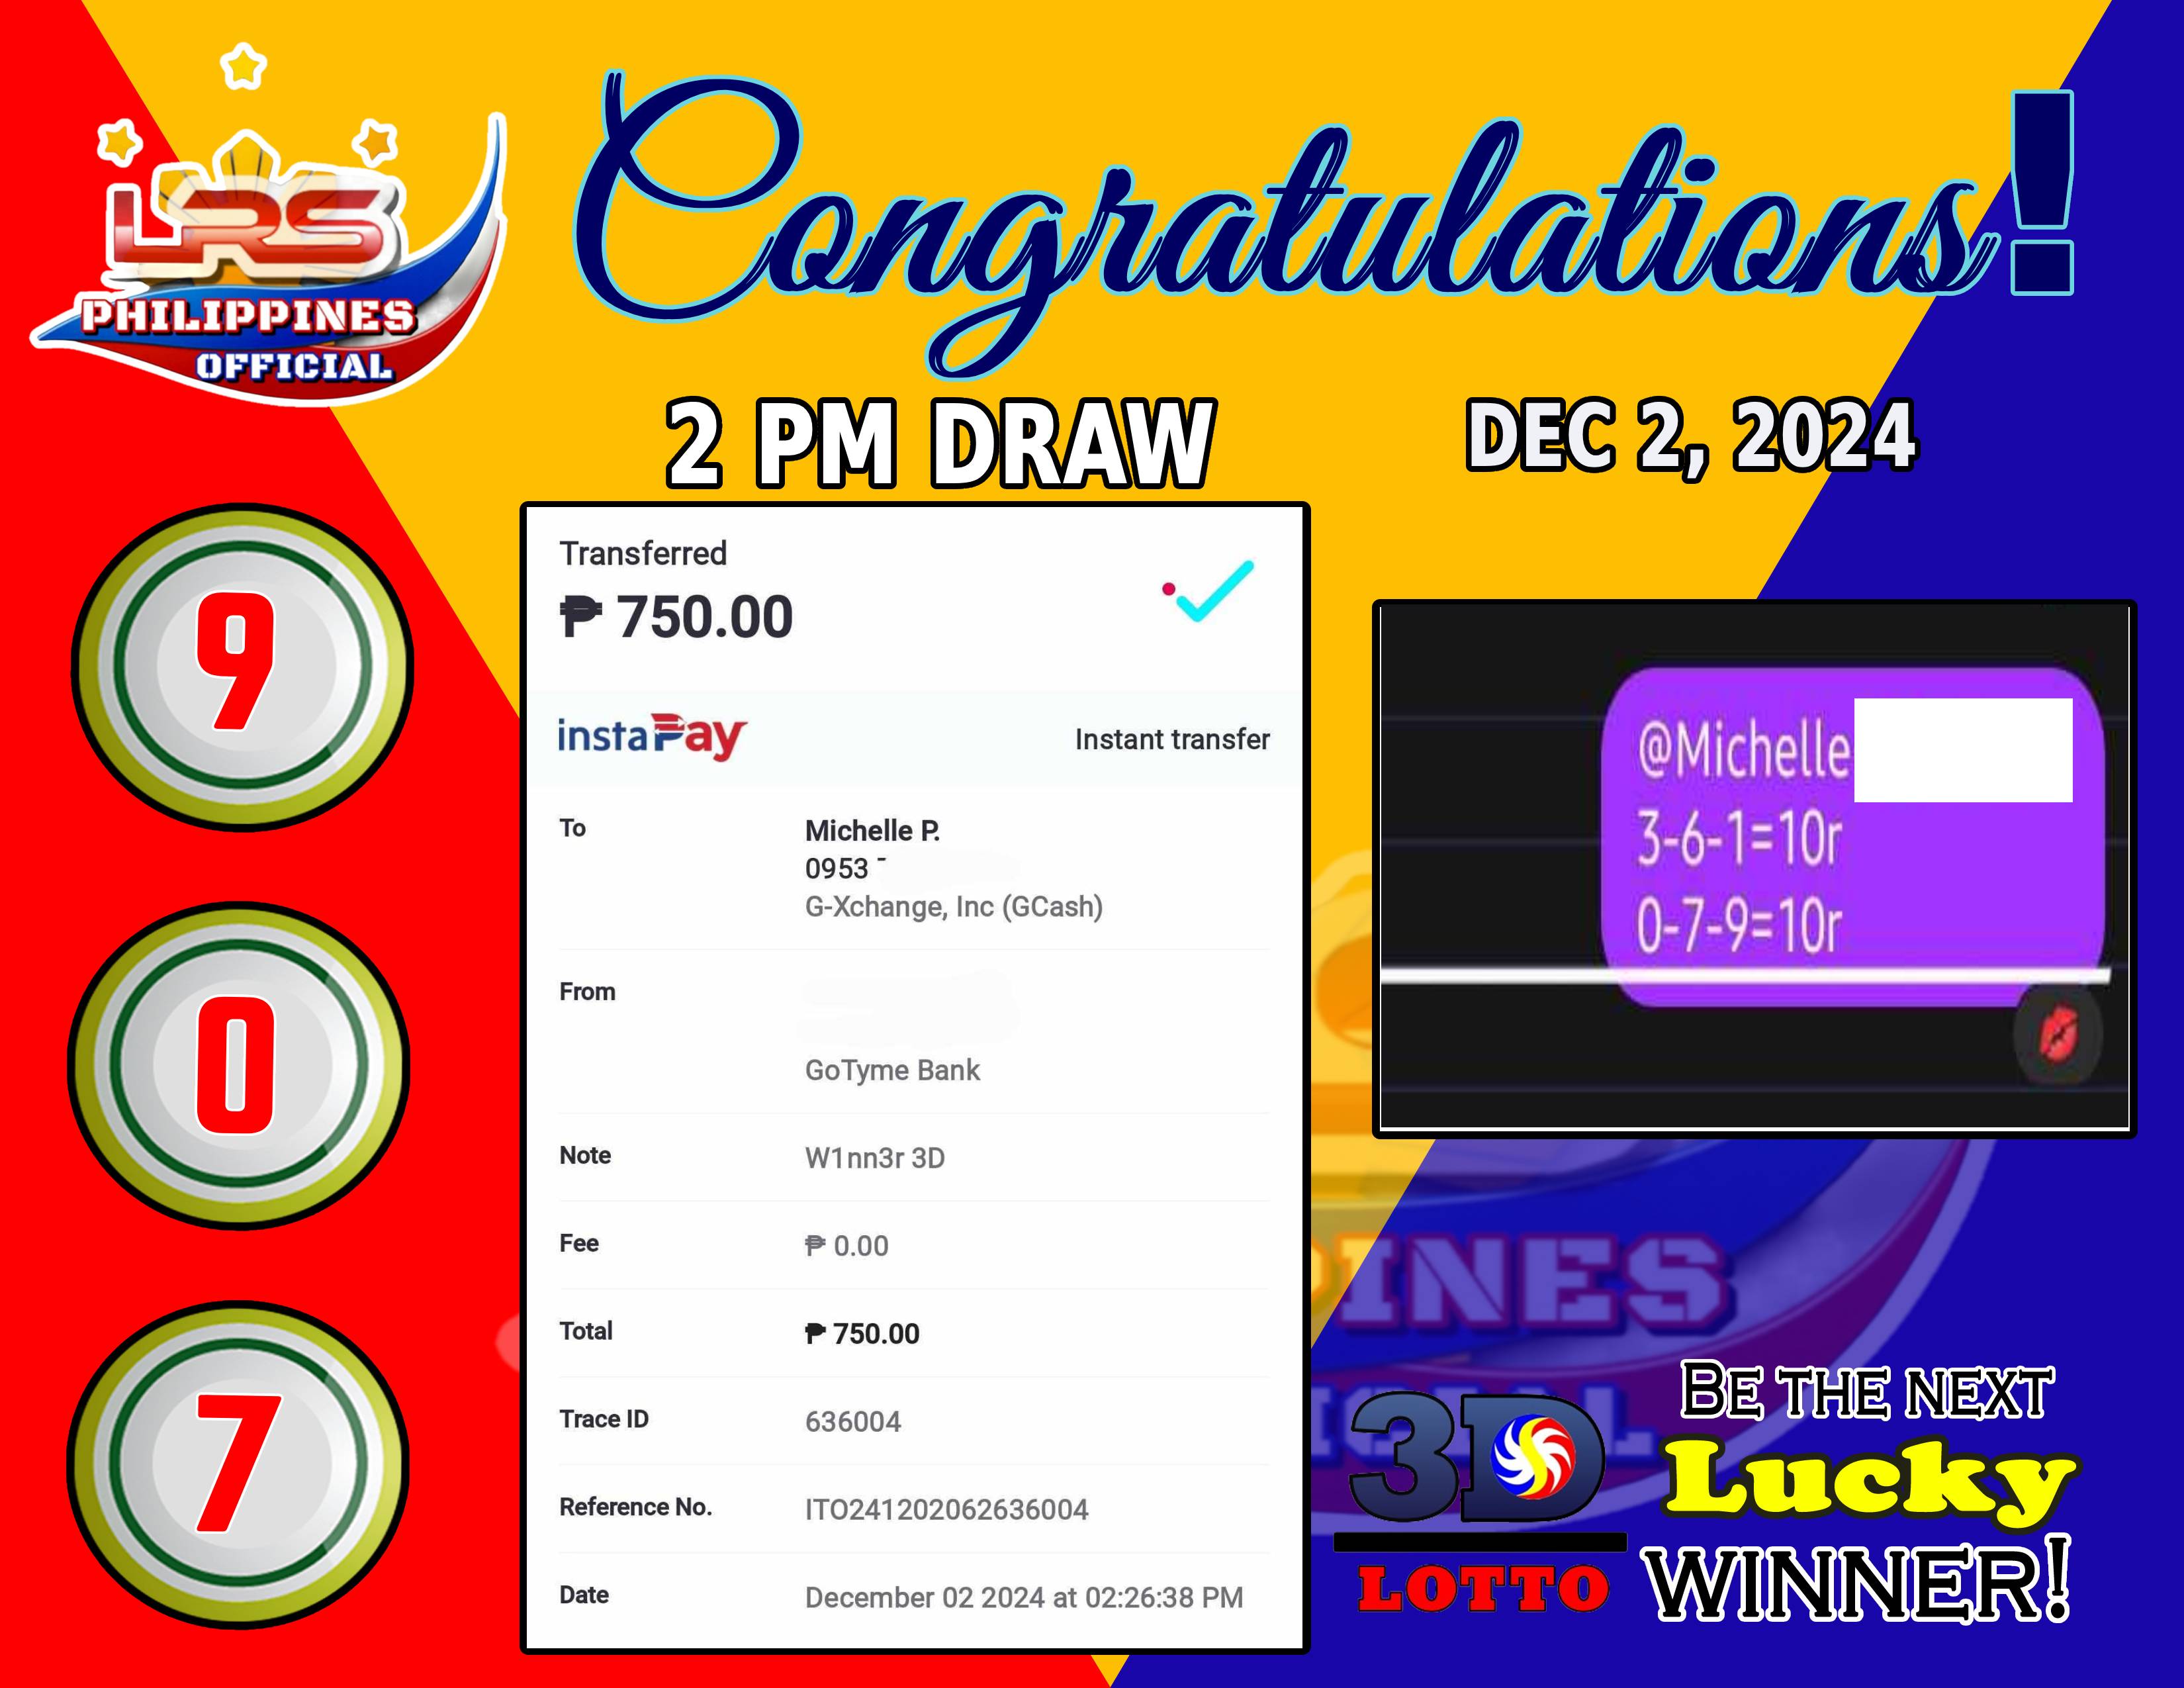 LRS
PHILIPPINES
OFFICIAL
Congratulations!
2 PM DRAW
DEC 2, 2024
9
0
7
Transferred
₱ 750.00
instaPay
Instant transfer
To
Michelle P.
0953
G-Xchange, Inc (GCash)
From
GoTyme Bank
Note
W1nn3r 3D
Fee
₱ 0.00
Total
₱ 750.00
Trace ID
636004
Reference No.
ITO241202062636004
Date
December 02 2024 at 02:26:38 PM
@Michelle
3-6-1=10r
0-7-9=10r
PINES
3D
LOTTO
BE THE NEXT
Lucky
WINNER!